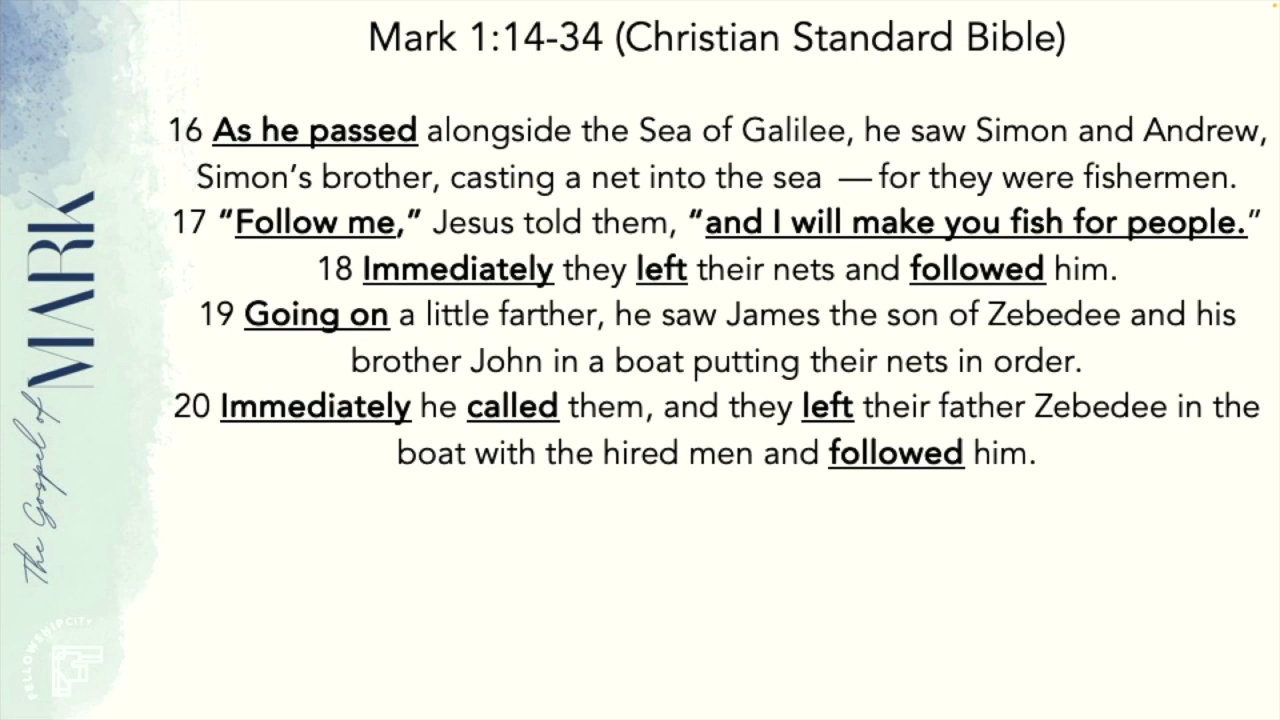 Mark 1:14-34 (Christian Standard Bible)
16 As he passed alongside the Sea of Galilee, he saw Simon and Andrew,
Simon’s brother, casting a net into the sea — for they were fishermen.
17 “Follow me,” Jesus told them, “and I will make you fish for people.”
18 Immediately they left their nets and followed him.
19 Going on a little farther, he saw James the son of Zebedee and his
brother John in a boat putting their nets in order.
20 Immediately he called them, and they left their father Zebedee in the
boat with the hired men and followed him.
The Gospel of
MARK
FELLOWSHIP CITY